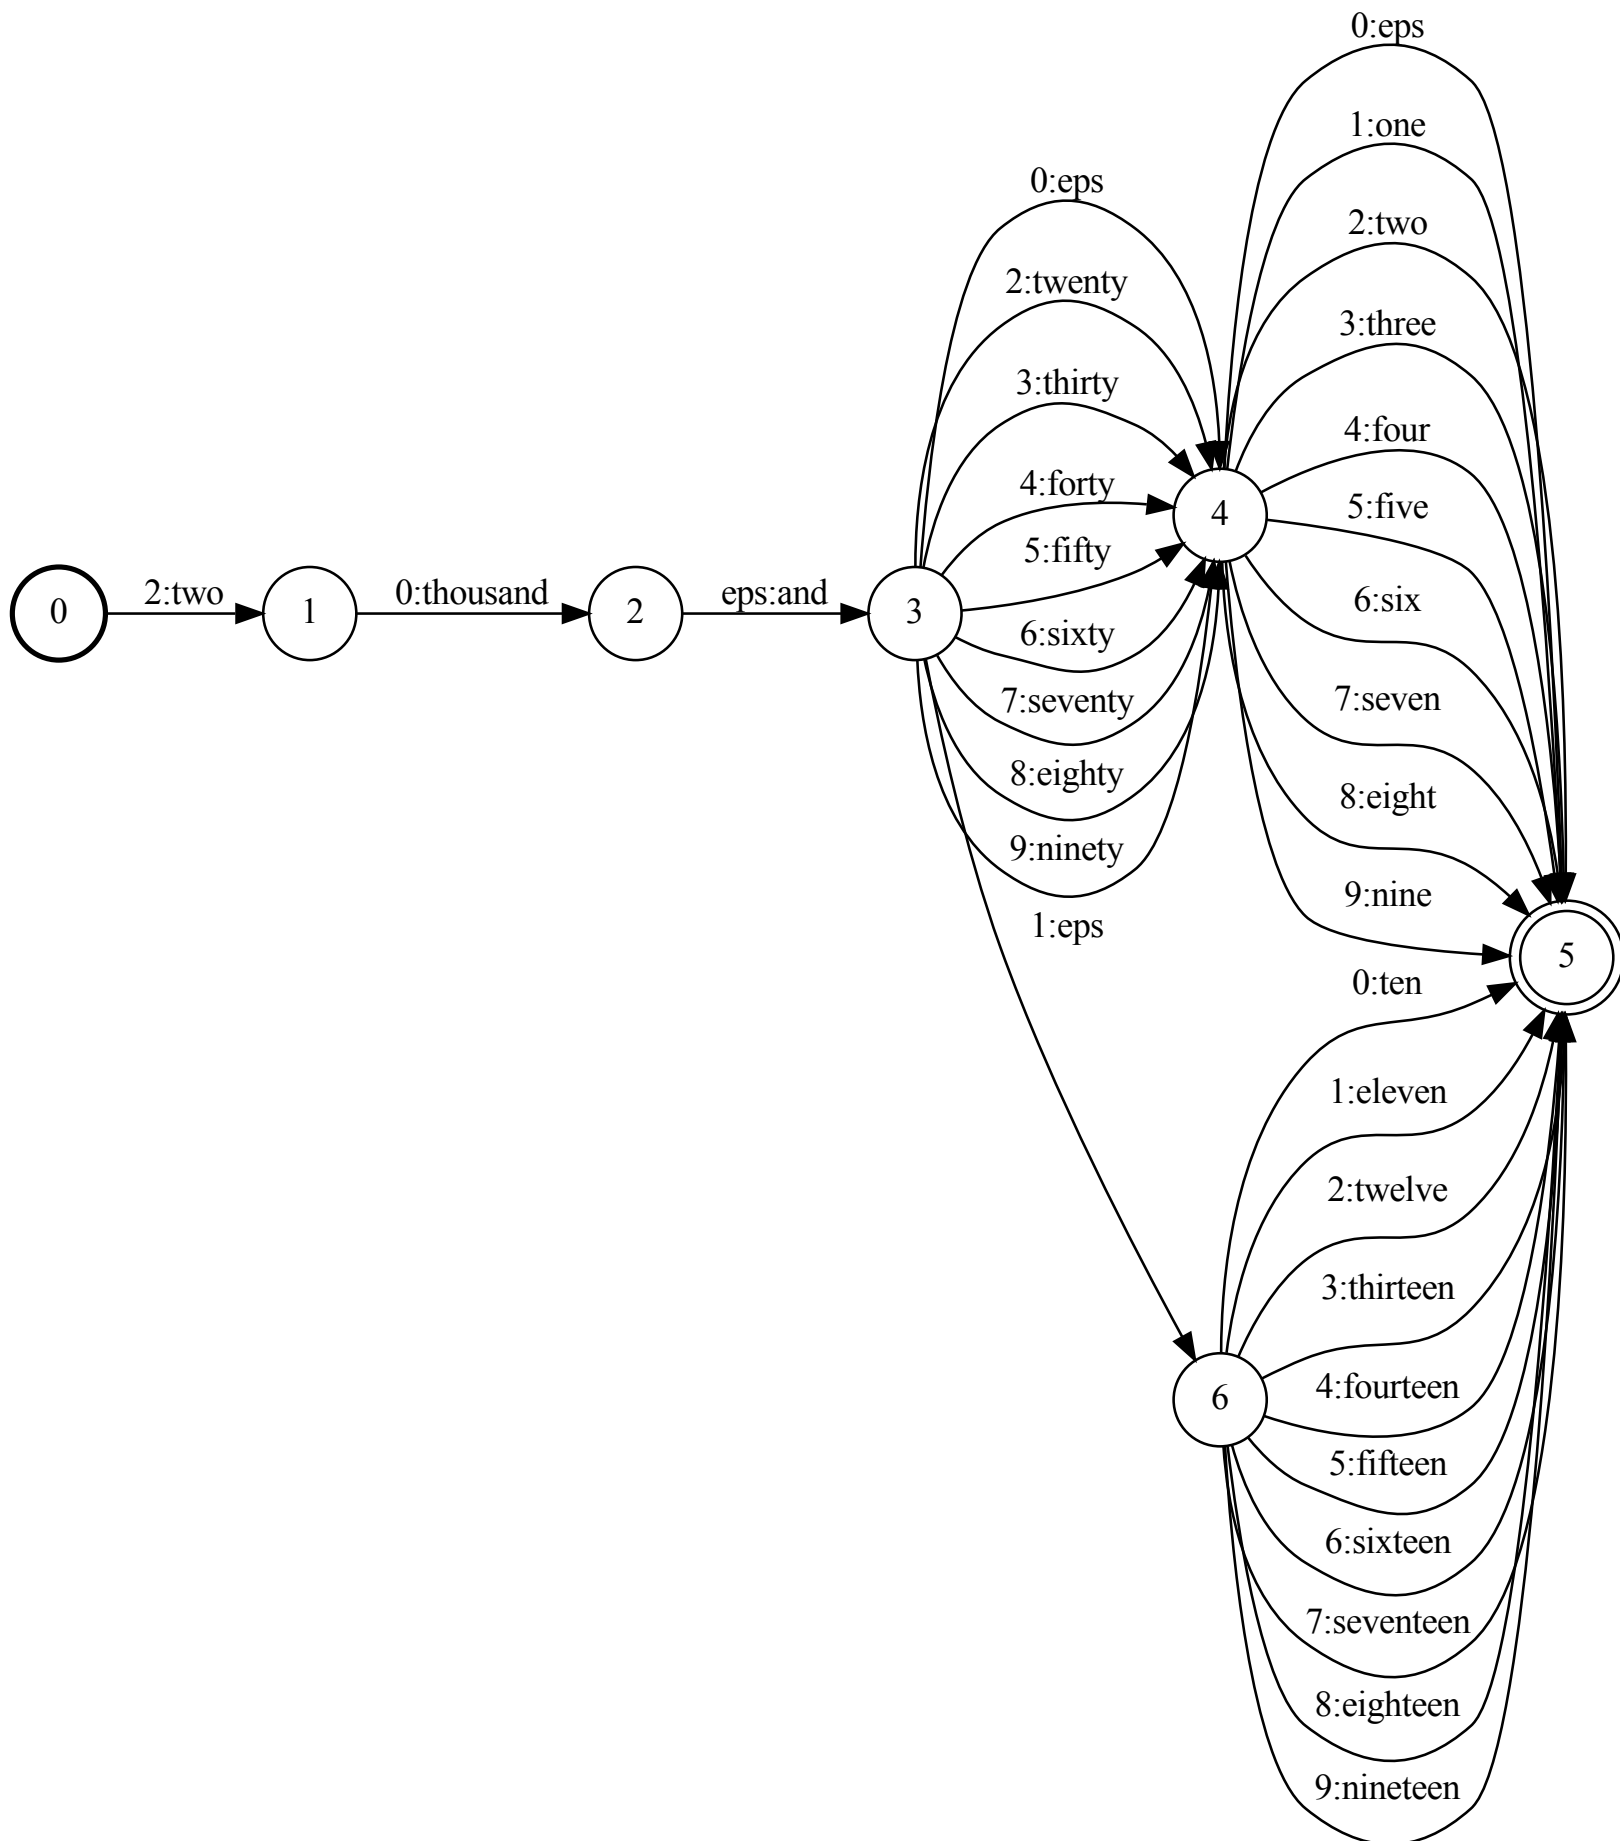 0:eps
1:one
0:eps
2:two
2:twenty
3:three
3:thirty
4:four
4:forty
5:five
4
5:fifty
2:two
0:thousand
eps:and
6:six
0
1
2
3
6:sixty
7:seventy
7:seven
8:eighty
8:eight
9:ninety
9:nine
1:eps
5
0:ten
1:eleven
2:twelve
3:thirteen
4:fourteen
6
5:fifteen
6:sixteen
7:seventeen
8:eighteen
9:nineteen